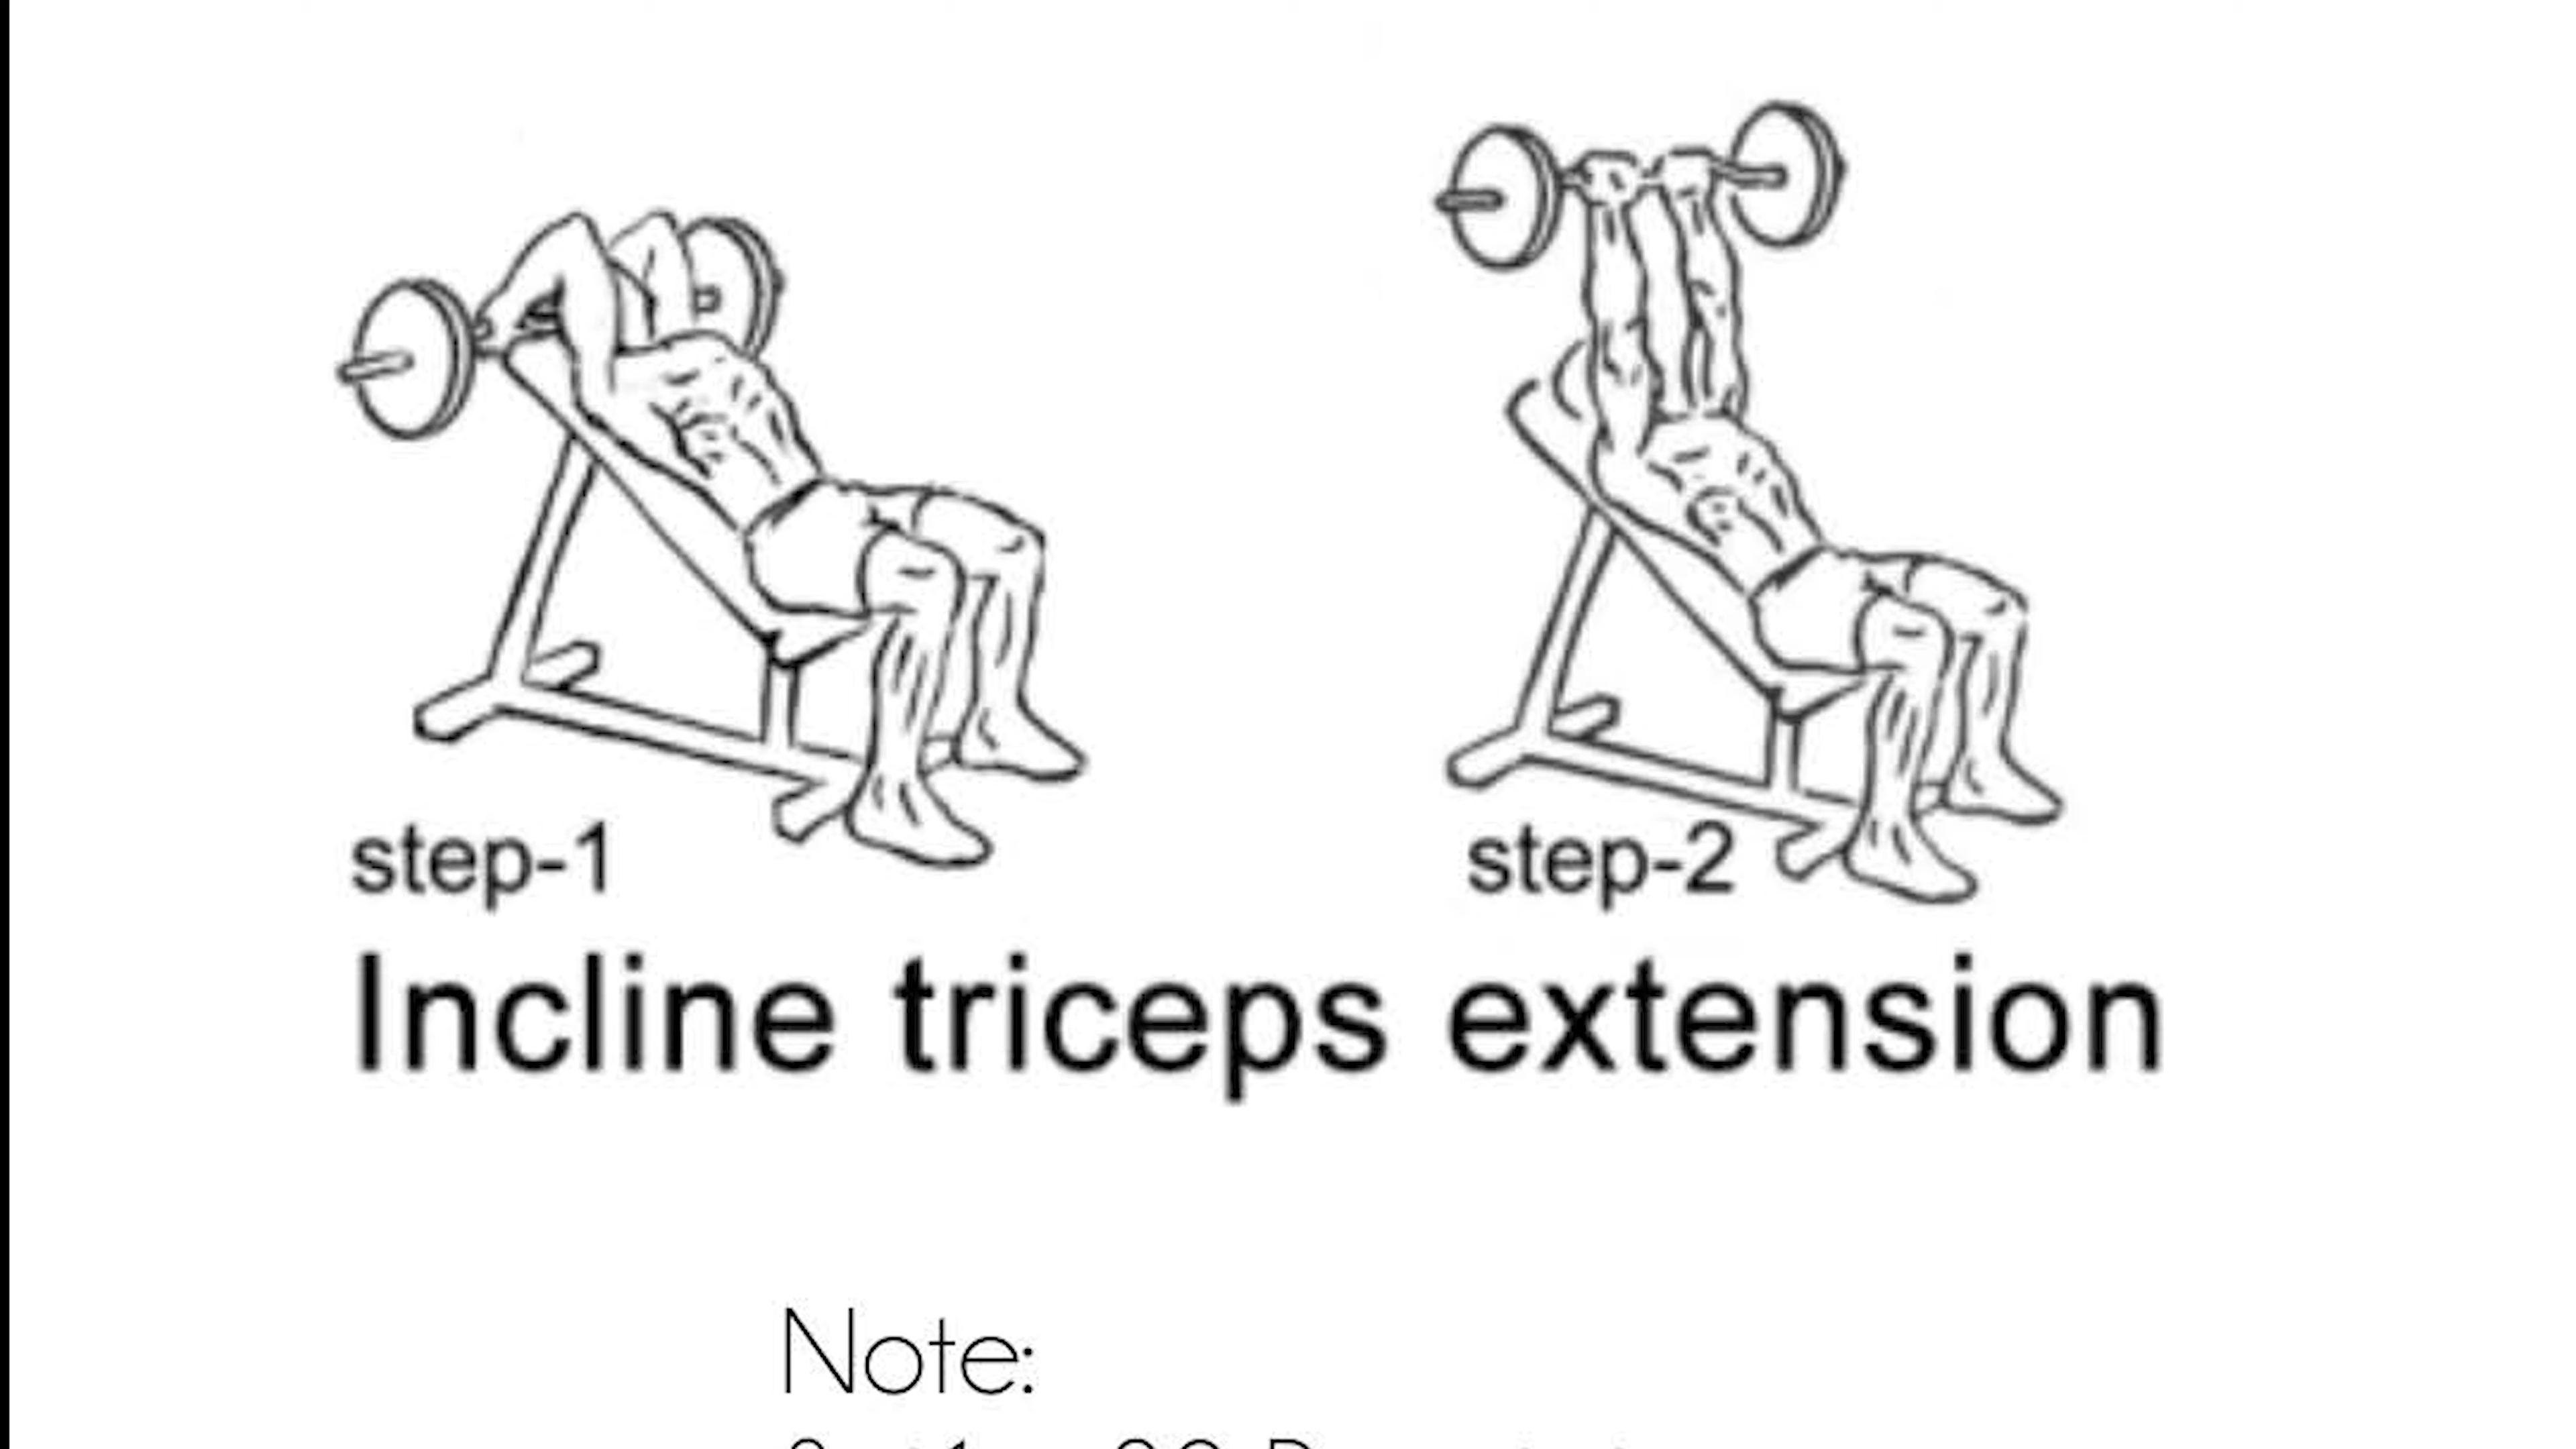 step-1
step-2
Incline triceps extension
Note: